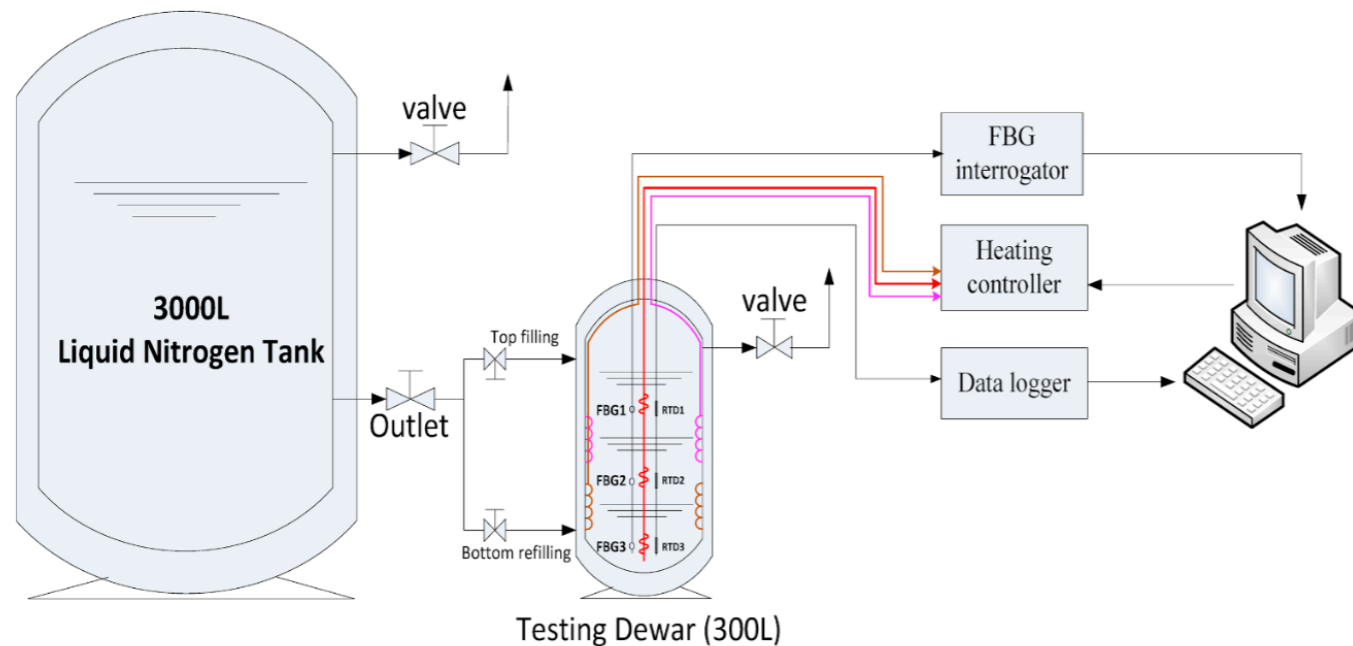 valve
3000L
Liquid Nitrogen Tank
Outlet
Top filling
Bottom refilling
valve
FBG1
RTD1
FBG2
RTD2
FBG3
RTD3
Testing Dewar (300L)
FBG
interrogator
Heating
controller
Data logger